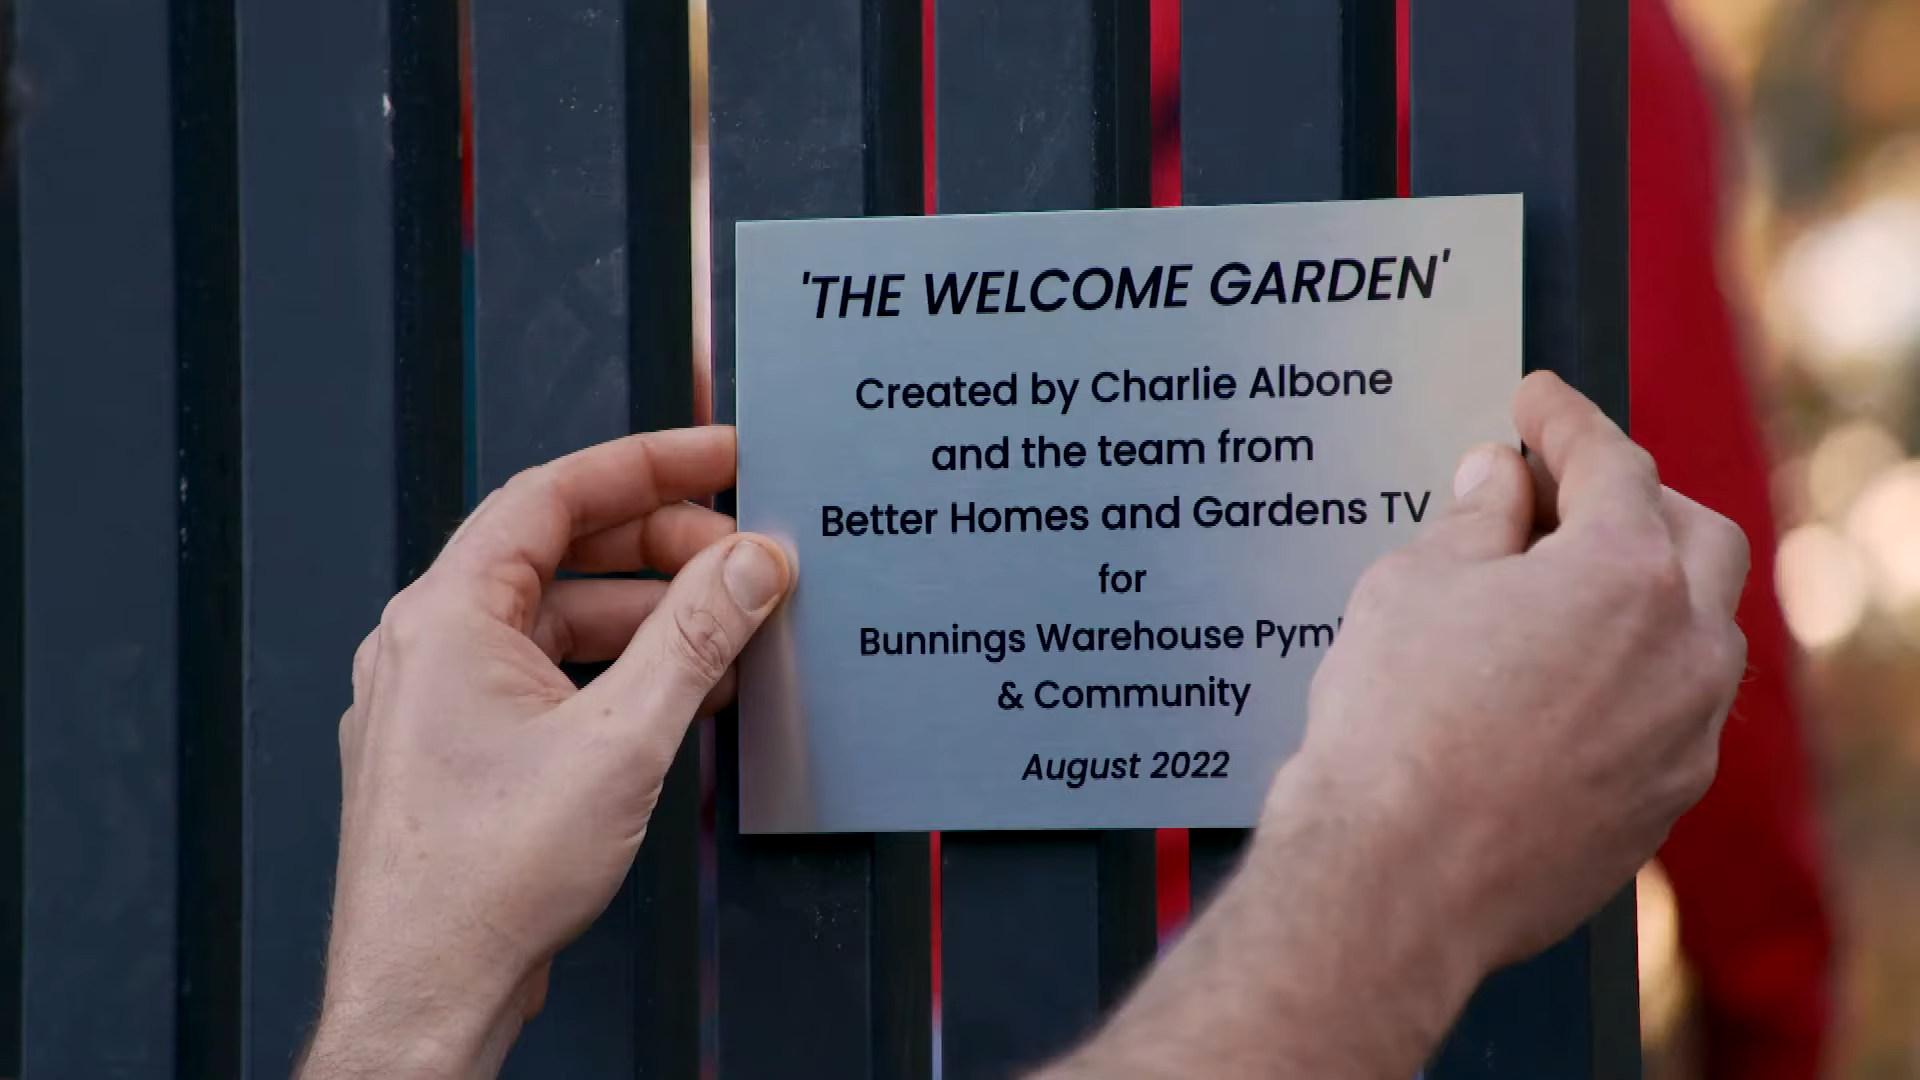 'THE WELCOME GARDEN'
Created by Charlie Albone
and the team from
Better Homes and Gardens TV
for
Bunnings Warehouse
& Community
August 2022